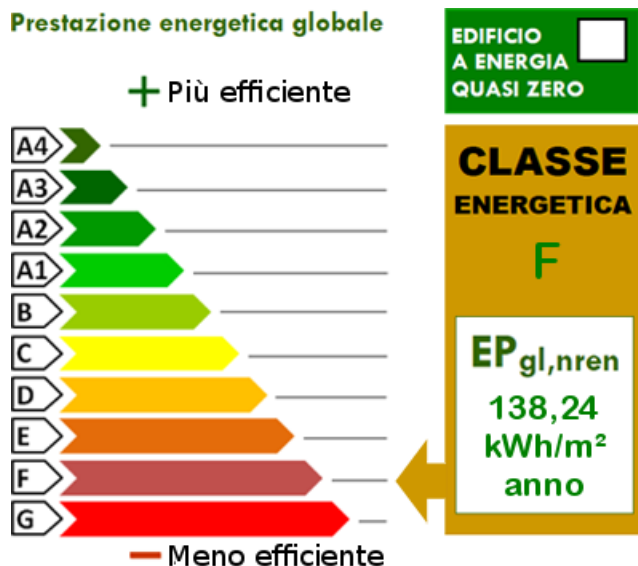 Prestazione energetica globale
+ Più efficiente
A4
A3
A2
A1
B
C
D
E
F
G
− Meno efficiente
EDIFICIO
A ENERGIA
QUASI ZERO
CLASSE
ENERGETICA
F
EPgl,nren
138,24
kWh/m²
anno